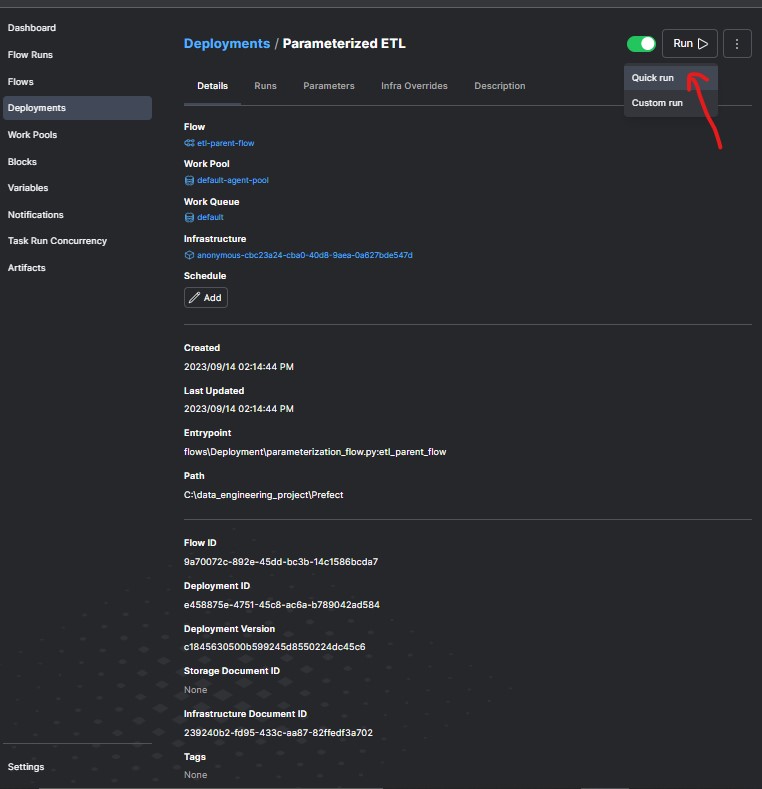 Dashboard
Flow Runs
Flows
Deployments
Work Pools
Blocks
Variables
Notifications
Task Run Concurrency
Artifacts
Settings
Deployments / Parameterized ETL
Run
Quick run
Custom run
Details Runs Parameters Infra Overrides Description
Flow
etl-parent-flow
Work Pool
default-agent-pool
Work Queue
default
Infrastructure
anonymous-cbc23a24-cba0-40d8-9aea-0a627bde547d
Schedule
Add
Created
2023/09/14 02:14:44 PM
Last Updated
2023/09/14 02:14:44 PM
Entrypoint
flows\Deployment\parameterization_flow.py:etl_parent_flow
Path
C:\data_engineering_project\Prefect
Flow ID
9a70072c-892e-45dd-bc3b-14c1586bcda7
Deployment ID
e458875e-4751-45c8-ac6a-b789042ad584
Deployment Version
c1845630500b599245d8550224dc45c6
Storage Document ID
None
Infrastructure Document ID
239240b2-fd95-433c-aa87-82ffedf3a702
Tags
None